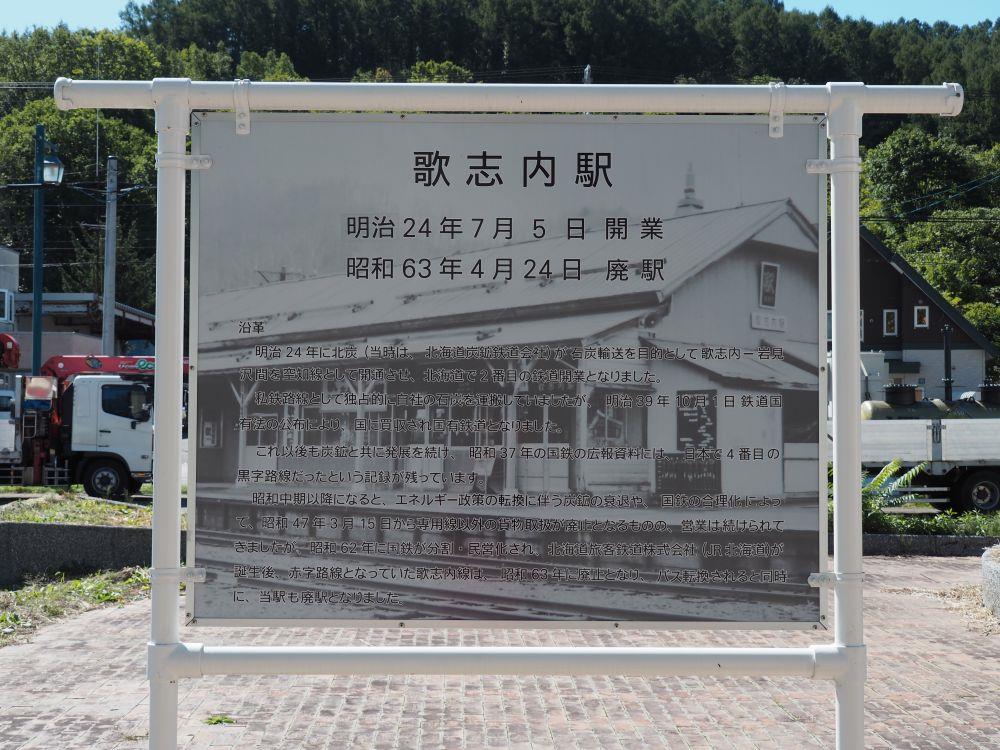 歌志内駅
明治24年7月5日開業
昭和63年4月24日廃駅
沿革
明治24年に北炭(当時は、北海道炭鉱鉄道会社)が石炭輸送を目的として歌志内ー岩見
沢間を空知線として開通させ、北海道で2番目の鉄道開業となりました。
私鉄路線として独占的に自社の石炭を運搬していましたが、明治39年10月1日鉄道国
有法の公布により、国に買収され国有鉄道となりました。
これ以後も炭鉱と共に発展を続け、昭和37年の国鉄の広報資料には、日本で4番目の
黒字路線だったという記録が残っています。
昭和中期以降になると、エネルギー政策の転換に伴う炭鉱の衰退や、国鉄の合理化によっ
て、昭和47年3月15日から専用線以外の貨物取扱が廃止となるものの、営業は続けられて
きましたが、昭和62年に国鉄が分割・民営化され、北海道旅客鉄道株式会社(JR北海道)が
誕生後、赤字路線となっていた歌志内線は、昭和63年に廃止となり、バス転換されると同時
に、当駅も廃駅となりました。